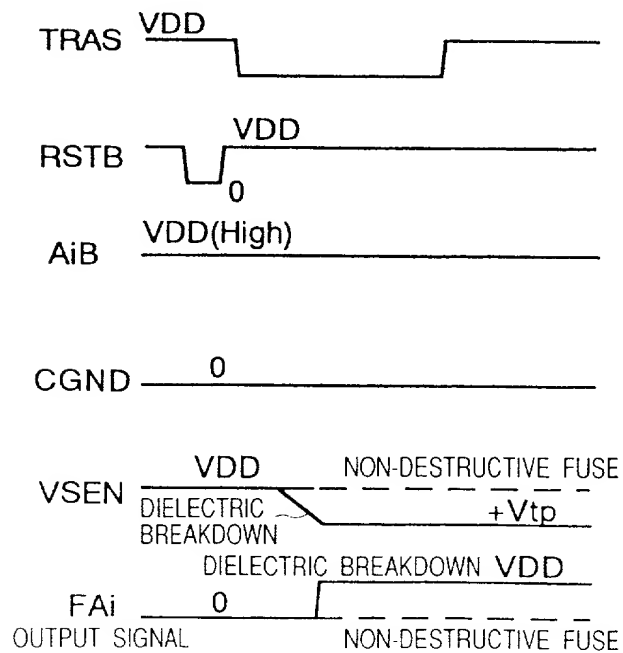 VDD
TRAS
VDD
RSTB
0
VDD(High)
AiB
0
CGND
VDD NON-DESTRUCTIVE FUSE
VSEN
DIELECTRIC
BREAKDOWN
+Vtp
DIELECTRIC BREAKDOWN VDD
FAi 0
OUTPUT SIGNAL NON-DESTRUCTIVE FUSE